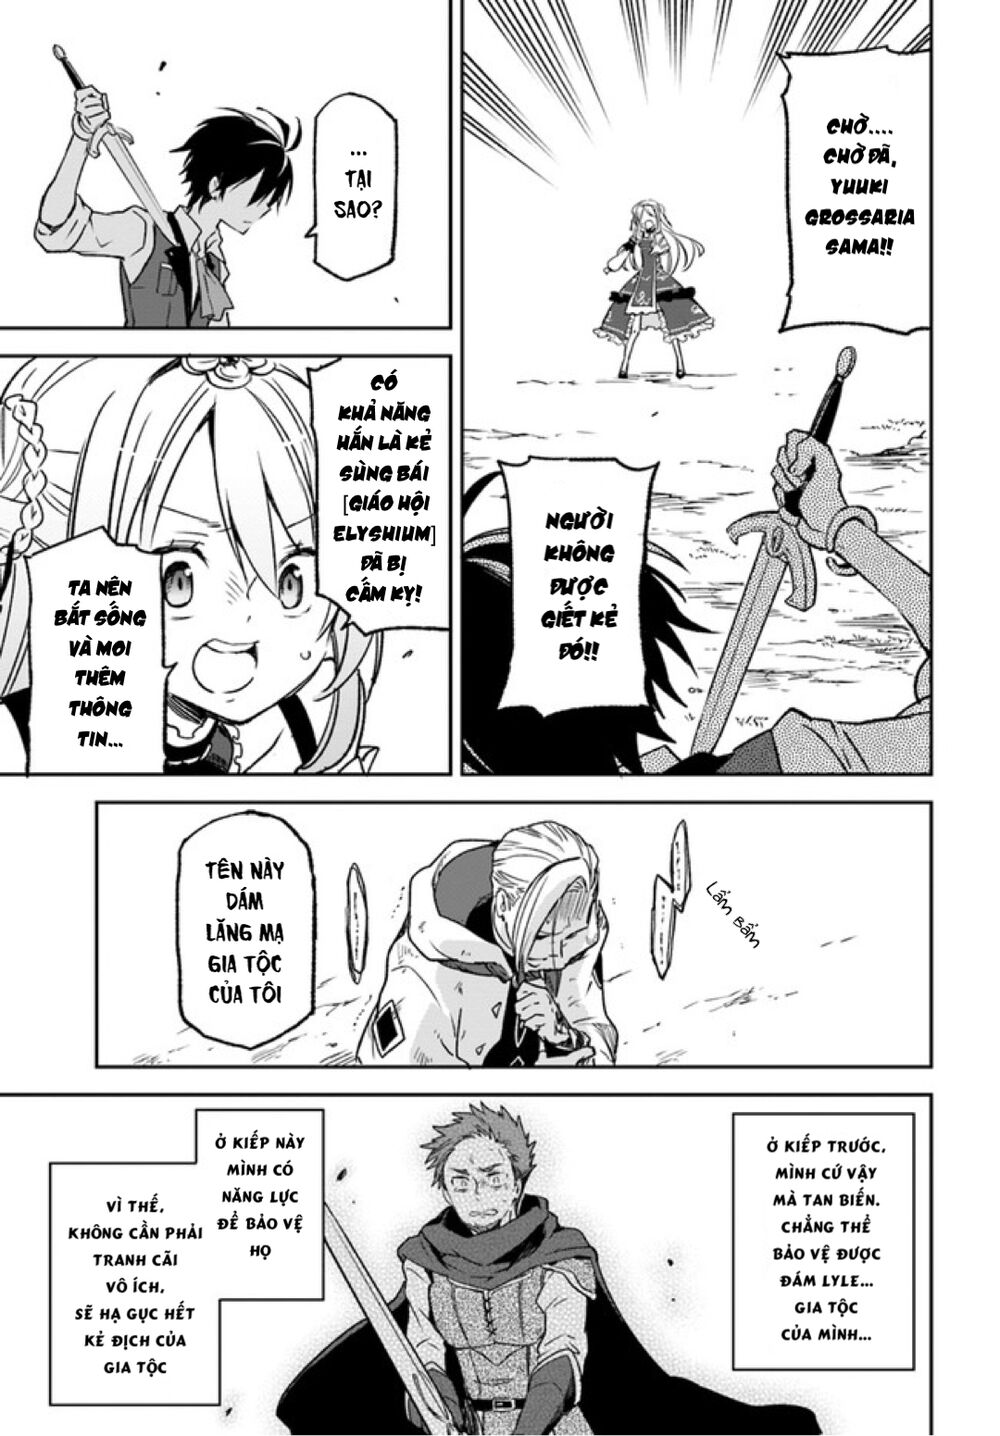 CHỜ....
CHỜ ĐÃ,
YUUKI
GROSSARIA
SAMA!!
NGƯỜI
KHÔNG
ĐƯỢC
GIẾT KẺ
ĐÓ!!
...
TẠI
SAO?
CÓ
KHẢ NĂNG
HẮN LÀ KẺ
SÙNG BÁI
[GIÁO HỘI
ELYSHIUM]
ĐÃ BỊ
CẤM KỴ!
TA NÊN
BẮT SỐNG
VÀ MOI
THÊM
THÔNG
TIN...
LẨM BẨM
TÊN NÀY
DÁM
LĂNG MẠ
GIA TỘC
CỦA TÔI
Ở KIẾP TRƯỚC,
MÌNH CỨ VẬY
MÀ TAN BIẾN.
CHẲNG THỂ
BẢO VỆ ĐƯỢC
ĐÁM LYLE...
GIA TỘC
CỦA MÌNH...
Ở KIẾP NÀY
MÌNH CÓ
NĂNG LỰC
ĐỂ BẢO VỆ
HỌ
VÌ THẾ,
KHÔNG CẦN PHẢI
TRANH CÃI
VÔ ÍCH,
SẼ HẠ GỤC HẾT
KẺ ĐỊCH CỦA
GIA TỘC